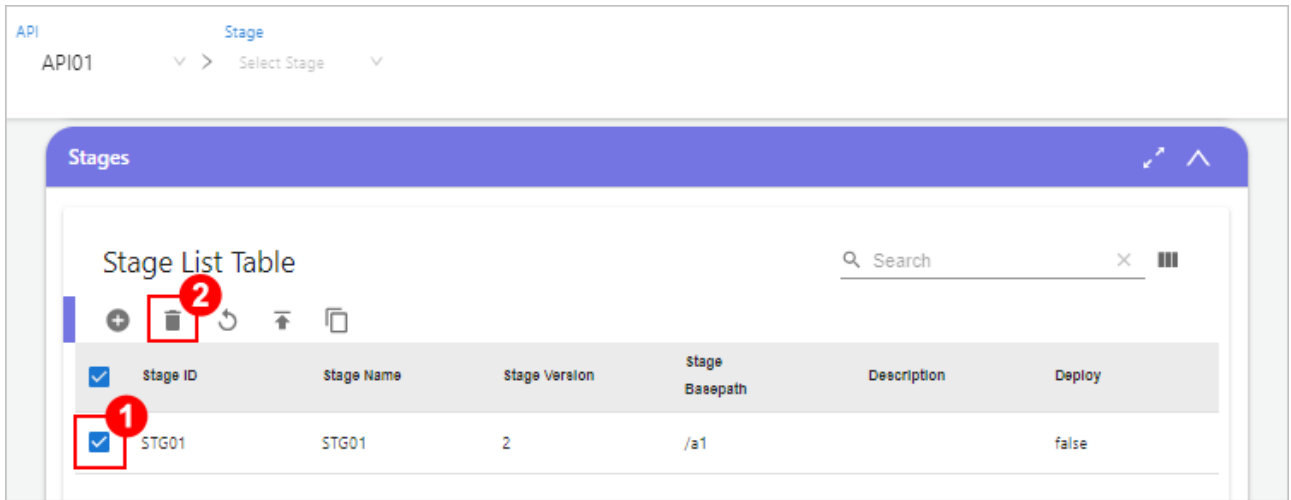 API Stage
API01 > Select Stage
Stages
Stage List Table
Search
2
Stage ID Stage Name Stage Version Stage Basepath Description Deploy
1
STG01 STG01 2 /a1 false